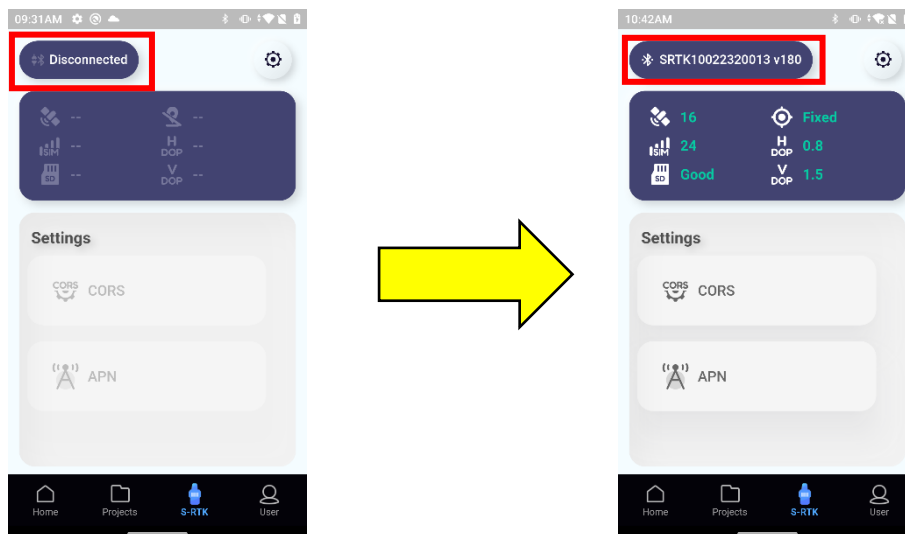 09:31AM
Disconnected
-- --
SIM -- H DOP --
SD -- V DOP --
Settings
CORS CORS
APN
Home Projects S-RTK User
10:42AM
SRTK10022320013 v180
16 Fixed
SIM 24 H DOP 0.8
SD Good V DOP 1.5
Settings
CORS CORS
APN
Home Projects S-RTK User